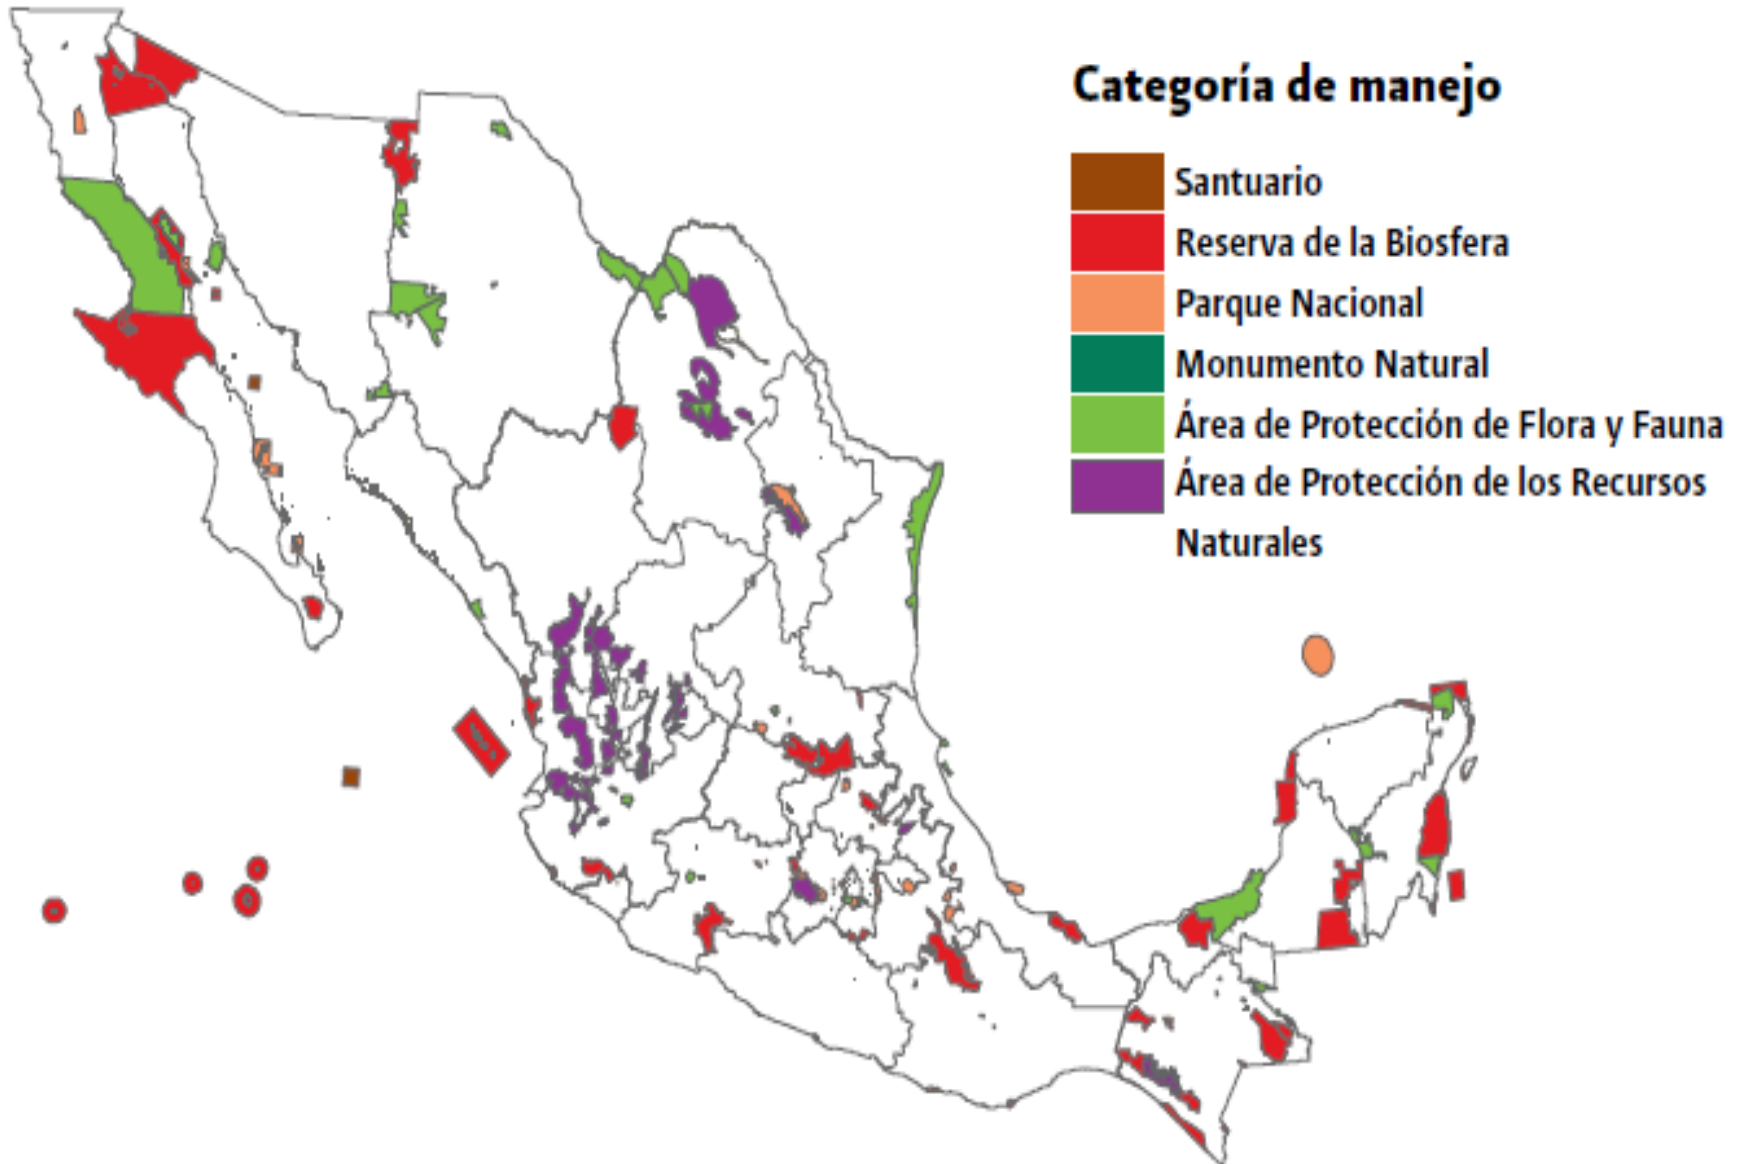 Categoría de manejo
Santuario
Reserva de la Biosfera
Parque Nacional
Monumento Natural
Área de Protección de Flora y Fauna
Área de Protección de los Recursos
Naturales